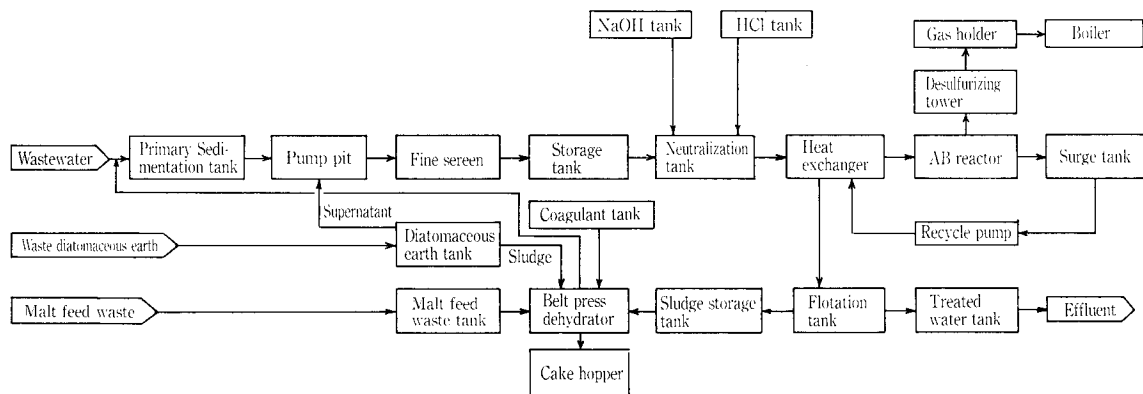 NaOH tank
HCl tank
Gas holder
Boiler
Desulfurizing
tower
Wastewater
Primary Sedi-
mentation tank
Pump pit
Fine sereen
Storage
tank
Neutralization
tank
Heat
exchanger
AB reactor
Surge tank
Supernatant
Coagulant tank
Recycle pump
Waste diatomaceous earth
Diatomaceous
earth tank
Sludge
Malt feed waste
Malt feed
waste tank
Belt press
dehydrator
Sludge storage
tank
Flotation
tank
Treated
water tank
Effluent
Cake hopper